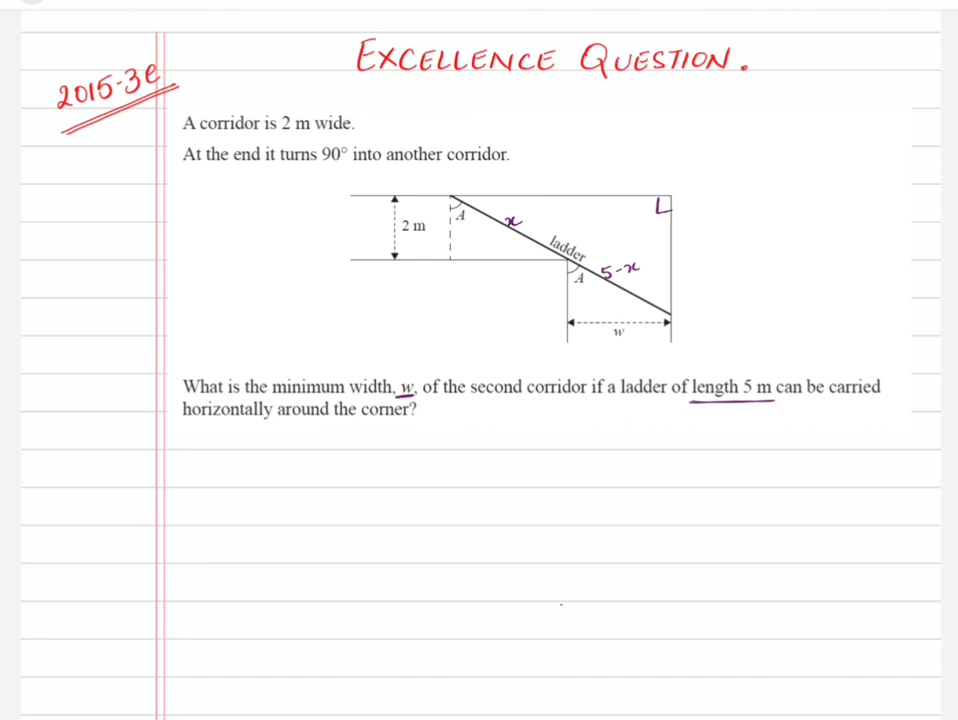 EXCELLENCE QUESTION.
2015-3e
A corridor is 2 m wide.
At the end it turns 90° into another corridor.
2 m
A
x
ladder
5-x
A
w
What is the minimum width, w, of the second corridor if a ladder of length 5 m can be carried
horizontally around the corner?